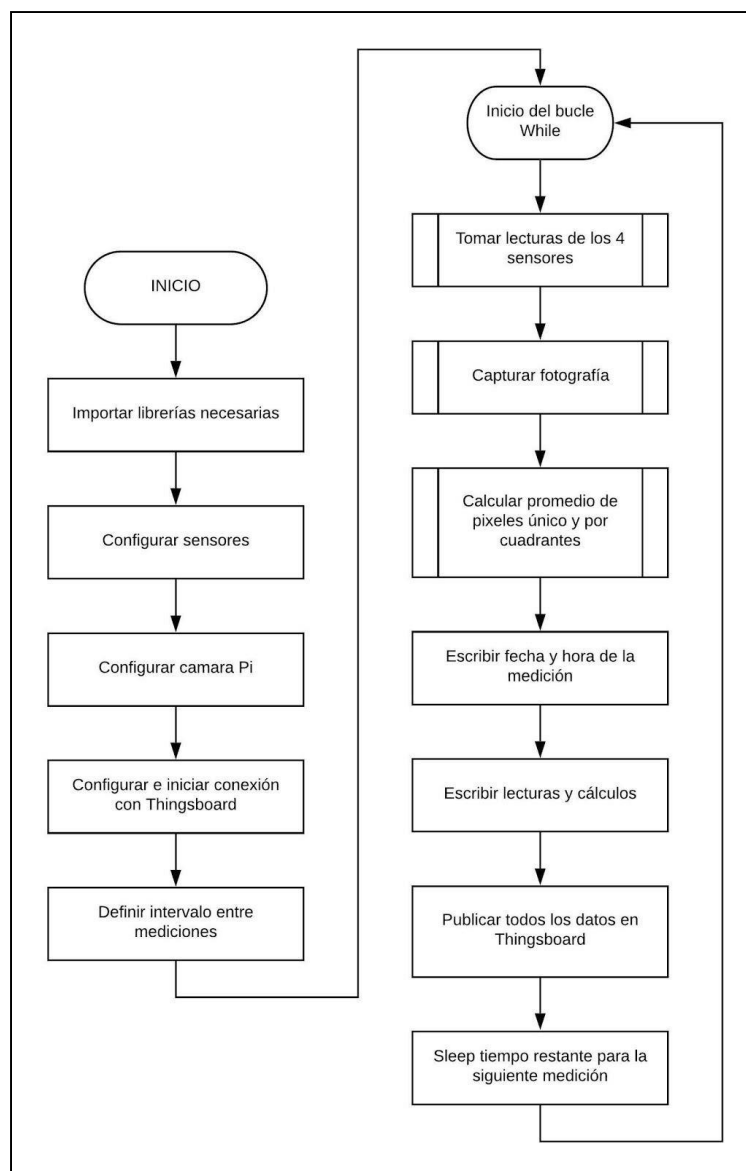 INICIO
Importar librerías necesarias
Configurar sensores
Configurar camara Pi
Configurar e iniciar conexión
con Thingsboard
Definir intervalo entre
mediciones
Inicio del bucle
While
Tomar lecturas de los 4
sensores
Capturar fotografía
Calcular promedio de
pixeles único y por
cuadrantes
Escribir fecha y hora de la
medición
Escribir lecturas y cálculos
Publicar todos los datos en
Thingsboard
Sleep tiempo restante para la
siguiente medición